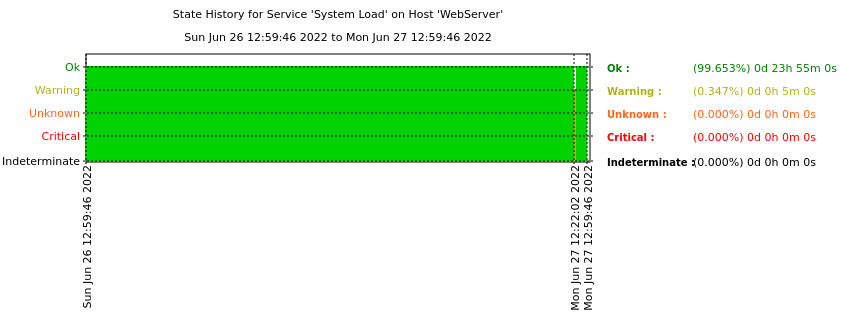 State History for Service 'System Load' on Host 'WebServer'
Sun Jun 26 12:59:46 2022 to Mon Jun 27 12:59:46 2022
Ok
Warning
Unknown
Critical
Indeterminate
Ok : (99.653%) 0d 23h 55m 0s
Warning : (0.347%) 0d 0h 5m 0s
Unknown : (0.000%) 0d 0h 0m 0s
Critical : (0.000%) 0d 0h 0m 0s
Indeterminate : (0.000%) 0d 0h 0m 0s
Sun Jun 26 12:59:46 2022
Mon Jun 27 12:22:02 2022
Mon Jun 27 12:59:46 2022